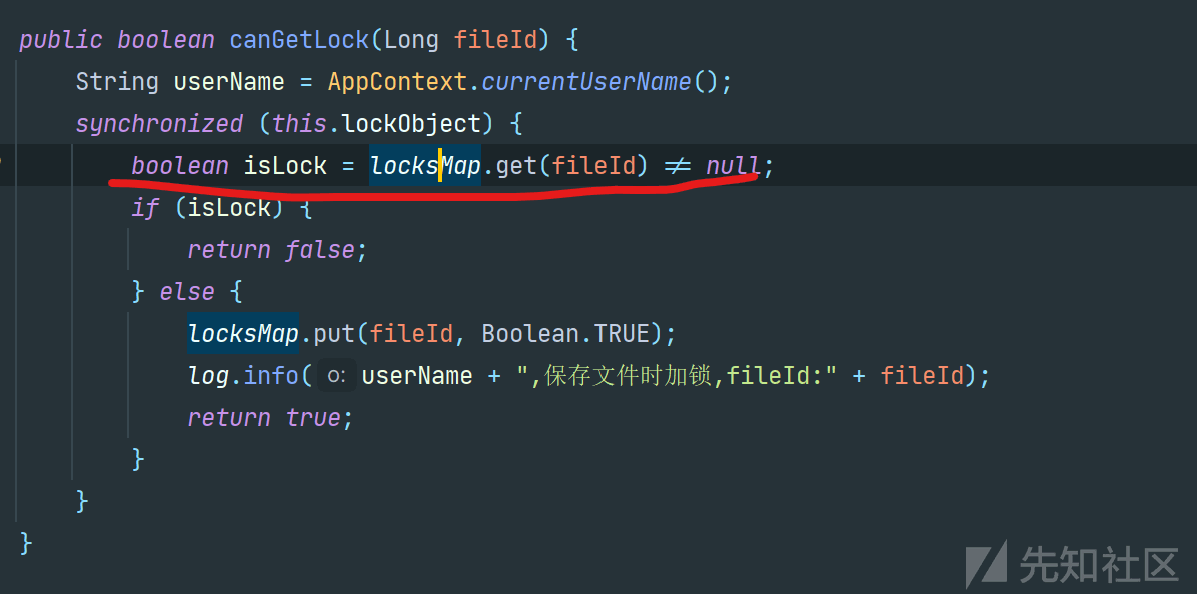 public boolean canGetLock(Long fileId) {
String userName = AppContext.currentUserName();
synchronized (this.lockObject) {
boolean isLock = locksMap.get(fileId) ≠ null;
if (isLock) {
return false;
} else {
locksMap.put(fileId, Boolean.TRUE);
log.info( o: userName + ",保存文件时加锁,fileId:" + fileId);
return true;
}
}
}
先知社区